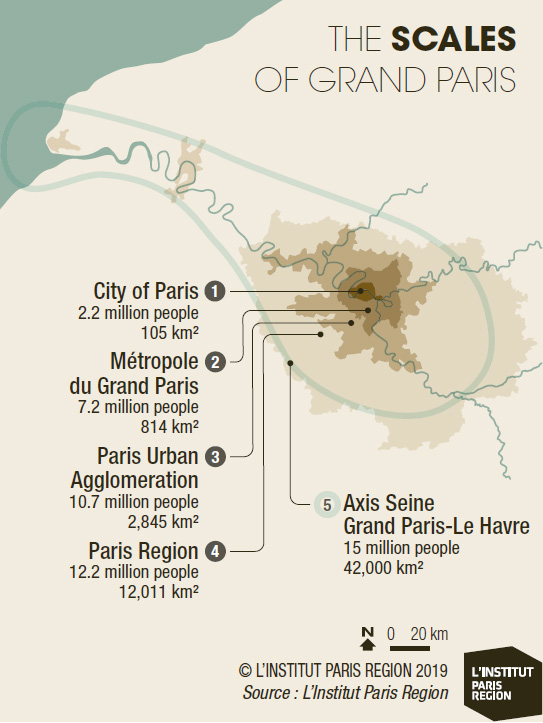 THE SCALES
OF GRAND PARIS
City of Paris 1
2.2 million people
105 km²
Métropole 2
du Grand Paris
7.2 million people
814 km²
Paris Urban 3
Agglomeration
10.7 million people
2,845 km²
Paris Region 4
12.2 million people
12,011 km²
5 Axis Seine
Grand Paris-Le Havre
15 million people
42,000 km²
N 0 20 km
© L'INSTITUT PARIS REGION 2019
Source : L'Institut Paris Region
L'INSTITUT
PARIS
REGION